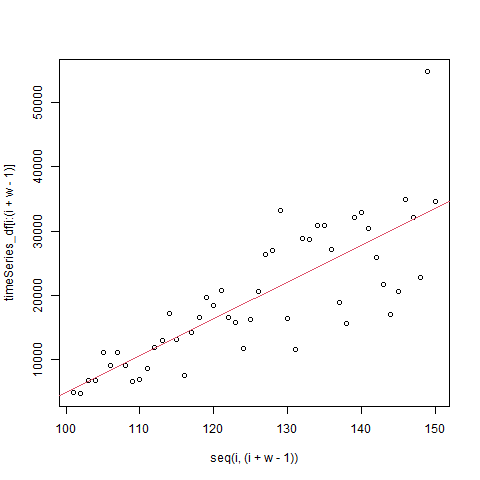 timeSeries_df[i:(i + w - 1)]
50000
40000
30000
20000
10000
100 110 120 130 140 150
seq(i, (i + w - 1))